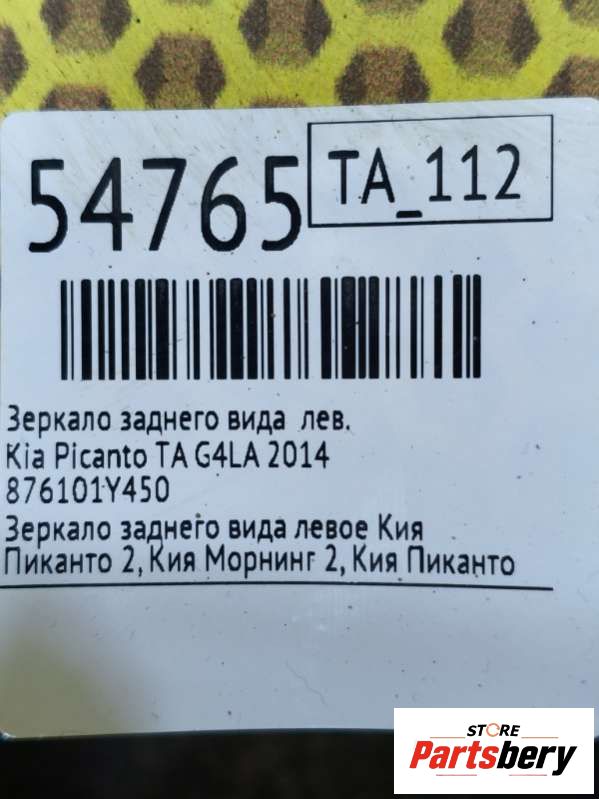 54765
TA_112
Зеркало заднего вида лев.
Kia Picanto TA G4LA 2014
876101Y450
Зеркало заднего вида левое Кия
Пиканто 2, Кия Морнинг 2, Кия Пиканто
STORE
Partsbery